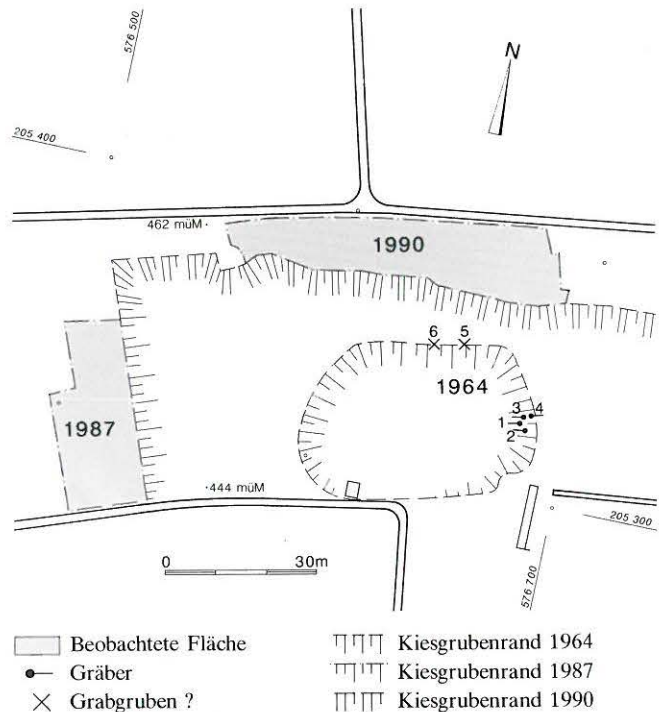 576 500
N
205 400
462 müM
1990
6 5
1964
3 4
1
2
1987
444 müM
205 300
0 30m
576 700
Beobachtete Fläche
Gräber
Grabgruben ?
Kiesgrubenrand 1964
Kiesgrubenrand 1987
Kiesgrubenrand 1990